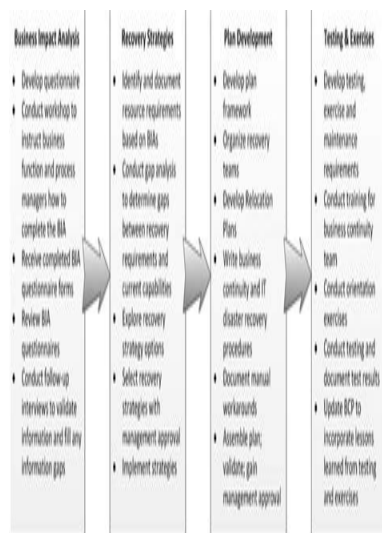 Business Impact Analysis
• Develop questionnaire
• Conduct workshop to
instruct business
function and process
managers how to
complete the BIA
• Receive completed BIA
questionnaire forms
• Review BIA
questionnaires
• Conduct follow-up
interviews to validate
information and fill any
information gaps
Recovery Strategies
• Identify and document
resource requirements
based on BIAs
• Conduct gap analysis
to determine gaps
between recovery
requirements and
current capabilities
• Explore recovery
strategy options
• Select recovery
strategies with
management approval
• Implement strategies
Plan Development
• Develop plan
framework
• Organize recovery
teams
• Develop Relocation
Plans
• Write business
continuity and IT
disaster recovery
procedures
• Document manual
workarounds
• Assemble plan;
validate; gain
management approval
Testing & Exercises
• Develop testing,
exercise and
maintenance
requirements
• Conduct training for
business continuity
team
• Conduct orientation
exercises
• Conduct testing and
document test results
• Update BCP to
incorporate lessons
learned from testing
and exercises